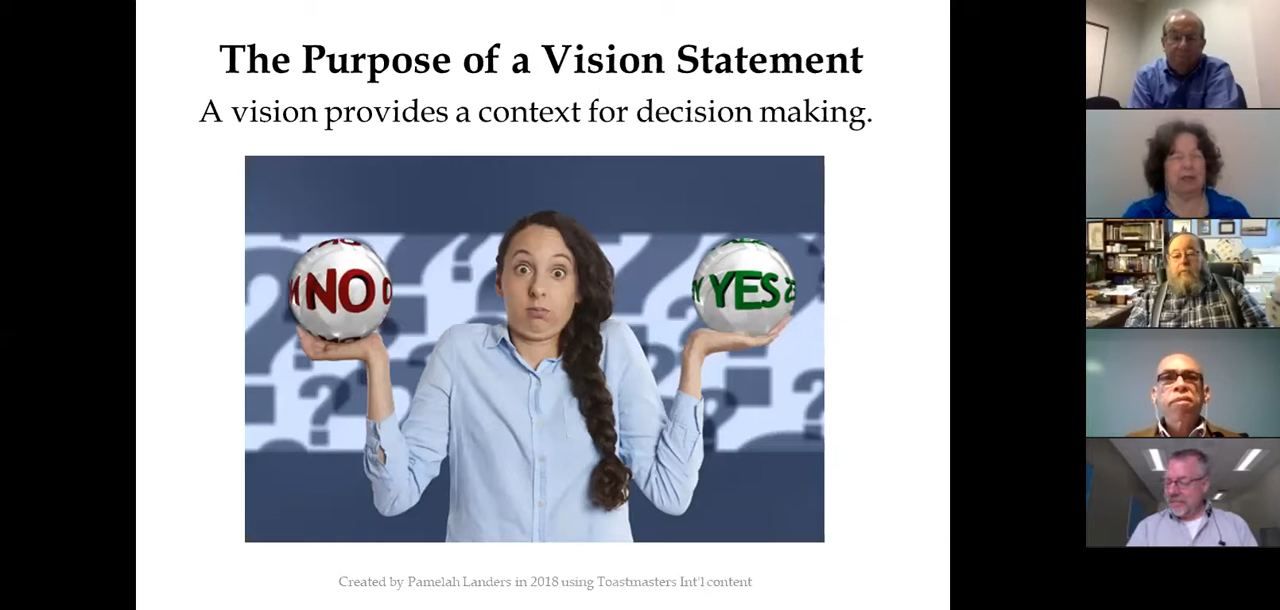 The Purpose of a Vision Statement
A vision provides a context for decision making.
NO
YES
Created by Pamelah Landers in 2018 using Toastmasters Int'l content